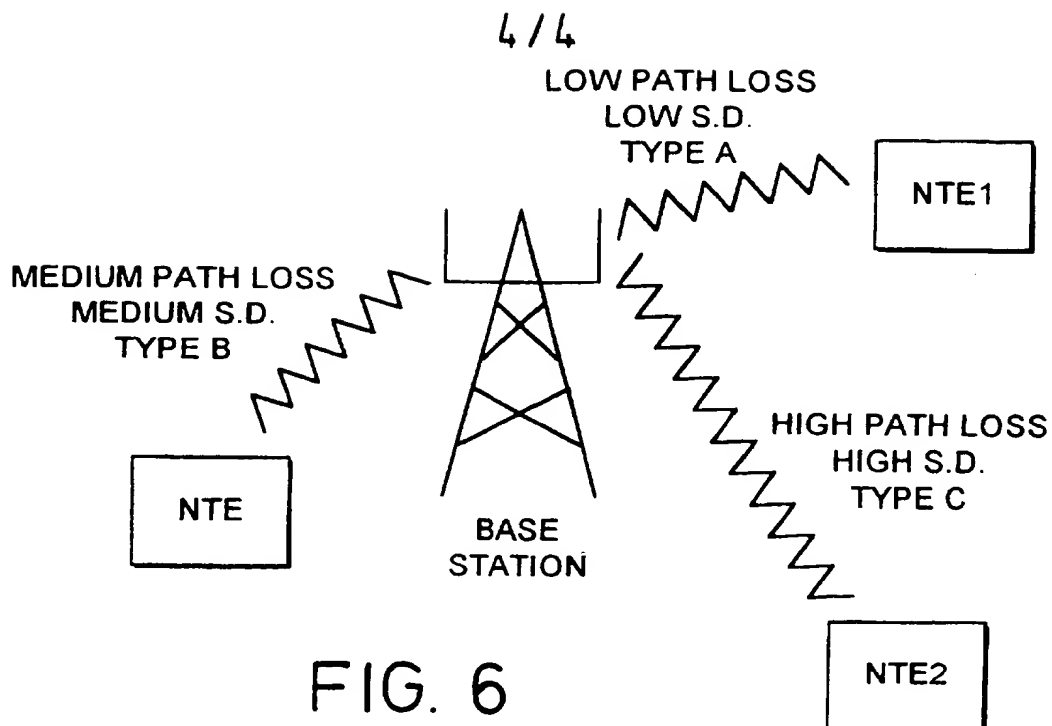 4/4
LOW PATH LOSS
LOW S.D.
TYPE A
NTE1
MEDIUM PATH LOSS
MEDIUM S.D.
TYPE B
HIGH PATH LOSS
HIGH S.D.
TYPE C
NTE
BASE
STATION
NTE2
FIG. 6